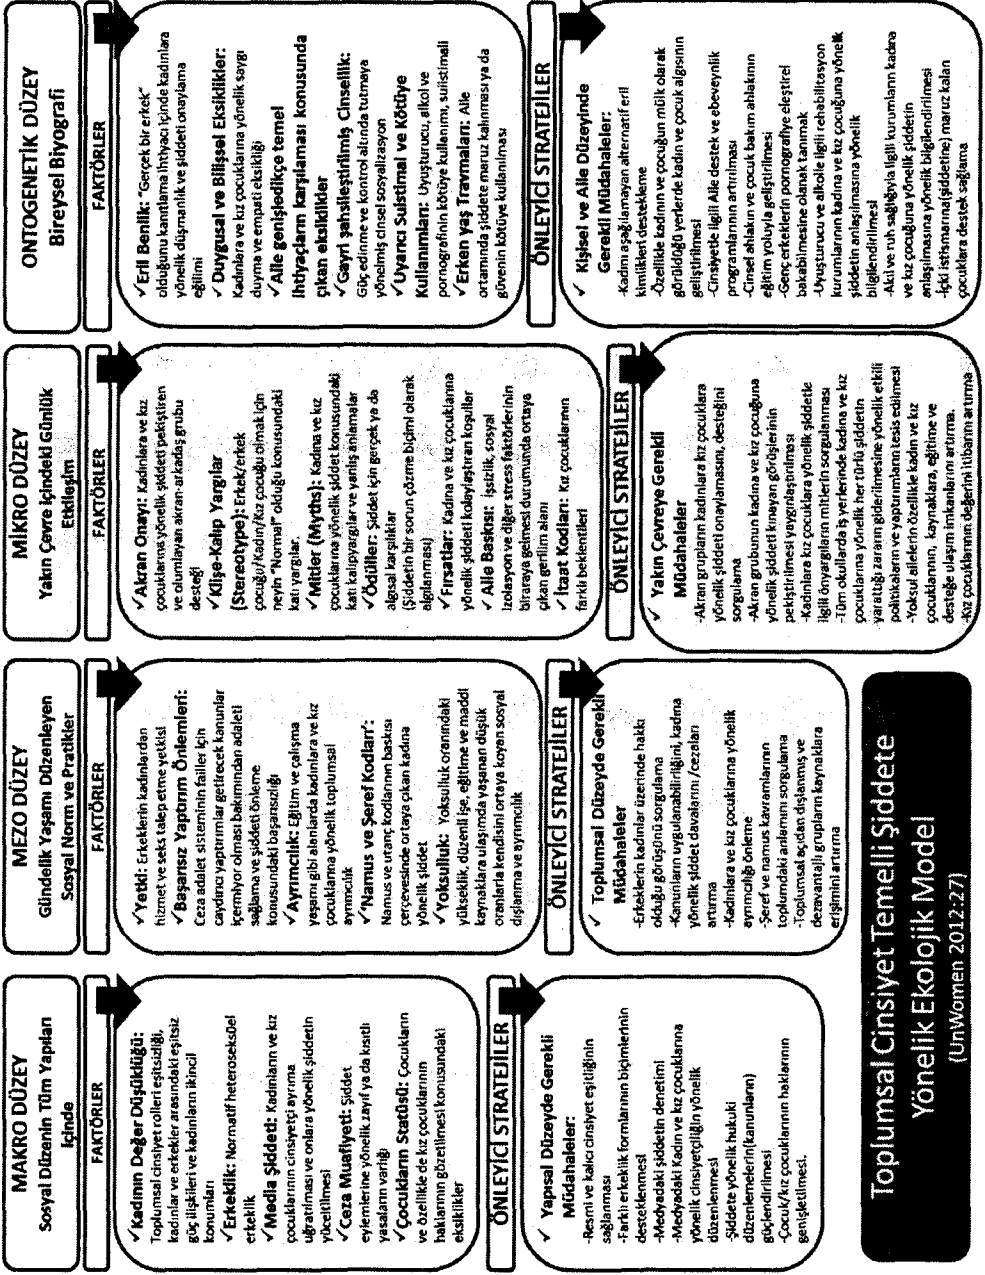 MAKRO DÜZEY
Sosyal Düzenin Tüm Yapıları
İçinde
FAKTÖRLER
✓Kadının Değer Düşüklüğü:
Toplumsal cinsiyet rolleri eşitsizliği,
kadınlar ve erkekler arasındaki eşitsiz
güç ilişkileri ve kadınların ikincil
konumları
✓Erkeklik: Normatif heteroseksüel
erkeklik
✓Media Şiddeti: Kadınların ve kız
çocuklarının cinsiyetçi ayrıma
uğratılması ve onlara yönelik şiddetin
yüceltilmesi
✓Ceza Muafiyeti: Şiddet
eylemlerine yönelik zayıf ya da kısıtlı
yasaların varlığı
✓Çocukların Statüsü: Çocukların
ve özellikle de kız çocuklarının
haklarının gözetilmesi konusundaki
eksiklikler
ÖNLEYİCİ STRATEJİLER
✓ Yapısal Düzeyde Gerekli
Müdahaleler:
-Resmi ve kalıcı cinsiyet eşitliğinin
sağlanması
-Farklı erkeklik formlarının biçimlerinin
desteklenmesi
-Medyadaki şiddetin denetimi
-Medyadaki Kadın ve kız çocuklarına
yönelik cinsiyetçiliğin yönelik
düzenlenmesi
-Şiddete yönelik hukuki
düzenlemelerin(kanunların)
güçlendirilmesi
-Çocuk/kız çocuklarının haklarının
genişletilmesi.
MEZO DÜZEY
Gündelik Yaşamı Düzenleyen
Sosyal Norm ve Pratikler
FAKTÖRLER
✓Yetki: Erkeklerin kadınlardan
hizmet ve seks talep etme yetkisi
✓Başarısız Yaptırım Önlemleri:
Ceza adalet sisteminin failler için
caydırıcı yaptırımlar getirecek kanunlar
içermiyor olması bakımından adaleti
sağlama ve şiddeti önleme
konusundaki başarısızlığı
✓Ayrımcılık: Eğitim ve çalışma
yaşamı gibi alanlarda kadınlara ve kız
çocuklarına yönelik toplumsal
ayrımcılık
✓'Namus ve Şeref Kodları':
Namus ve utanç kodlarının baskısı
çerçevesinde ortaya çıkan kadına
yönelik şiddet
✓Yoksulluk: Yoksulluk oranındaki
yükseklik, düzenli işe, eğitime ve maddi
kaynaklara ulaşımda yaşanan düşük
oranlarla kendisini ortaya koyan sosyal
dışlanma ve ayrımcılık
ÖNLEYİCİ STRATEJİLER
✓ Toplumsal Düzeyde Gerekli
Müdahaleler
-Erkeklerin kadınlar üzerinde hakkı
olduğu görüşünü sorgulama
-Kanunların uygulanabilirliğini, kadına
yönelik şiddet davalarını /cezaları
artırma
-Kadınlara ve kız çocuklarına yönelik
ayrımcılığı önleme
-Şeref ve namus kavramlarının
toplumdaki anlamını sorgulama
-Toplumsal açıdan dışlanmış ve
dezavantajlı grupların kaynaklara
erişimini artırma
MİKRO DÜZEY
Yakın Çevre İçindeki Günlük
Etkileşim
FAKTÖRLER
✓Akran Onayı: Kadınlara ve kız
çocuklarına yönelik şiddeti pekiştiren
ve olumlayan akran-arkadaş grubu
desteği
✓Klişe-Kalıp Yargılar
(Stereotype): Erkek/erkek
çocuğu/Kadın/Kız çocuğu olmak için
neyin "Normal" olduğu konusundaki
katı yargılar.
✓Mitler (Myths): Kadına ve kız
çocuklarına yönelik şiddet konusundaki
katı kalıpyargılar ve yanlış anlamalar
✓Ödüller: Şiddet için gerçek ya da
algısal karşılıklar
(Şiddetin bir sorun çözme biçimi olarak
algılanması)
✓Fırsatlar: Kadına ve kız çocuklarına
yönelik şiddeti kolaylaştıran koşullar
✓ Aile Baskısı: İşsizlik, sosyal
izolasyon ve diğer stress faktörlerinin
biraraya gelmesi durumunda ortaya
çıkan gerilim alanı
✓ İtaat Kodları: Kız çocuklarının
farklı beklentileri
ÖNLEYİCİ STRATEJİLER
✓ Yakın Çevreye Gerekli
Müdahaleler
-Akran grupların kadınlara kız çocuklara
yönelik şiddeti onaylamasını, desteğini
sorgulama
-Akran grubunun kadına ve kız çocuğuna
yönelik şiddeti kınayan görüşlerinin
pekiştirilmesi yaygınlaştırılması
-Kadınlara kız çocuklara yönelik şiddetle
ilgili önyargıların mitlerin sorgulanması
-Tüm okullarda iş yerlerinde kadına ve kız
çocuklarına yönelik her türlü şiddetin
yarattığı zararın giderilmesine yönelik etkili
politikaların ve yaptırımların tesis edilmesi
-Yoksul ailelerin özellikle kadın ve kız
çocuklarının, kaynaklara, eğitime ve
desteğe ulaşım imkanlarını artırma.
-Kız çocuklarının değerini itibarını artırma
ONTOGENETİK DÜZEY
Bireysel Biyografi
FAKTÖRLER
✓Eril Benlik: "Gerçek bir erkek"
olduğunu kanıtlama ihtiyacı içinde kadınlara
yönelik düşmanlık ve şiddeti onaylama
eğilimi
✓Duygusal ve Bilişsel Eksiklikler:
Kadınlara ve kız çocuklarına yönelik saygı
duyma ve empati eksikliği
✓Aile genişledikçe temel
ihtiyaçların karşılaması konusunda
çıkan eksiklikler
✓Gayri şahsileştirilmiş Cinsellik:
Güç edinme ve kontrol altında tutmaya
yönelmiş cinsel sosyalizasyon
✓Uyarıcı Suistimal ve Kötüye
Kullanımları: Uyuşturucu, alkol ve
pornografinin kötüye kullanımı, suiistimali
✓Erken yaş Travmaları: Aile
ortamında şiddete maruz kalınması ya da
güvenin kötüye kullanılması
ÖNLEYİCİ STRATEJİLER
✓ Kişisel ve Aile Düzeyinde
Gerekli Müdahaleler:
-Kadını aşağılamayan alternatif eril
kimlikleri destekleme
-Özellikle kadının ve çocuğun mülk olarak
görüldüğü yerlerde kadın ve çocuk algısının
geliştirilmesi
-Cinsiyetle ilgili Aile destek ve ebeveynlik
programlarının artırılması
-Cinsel ahlakın ve çocuk bakım ahlakının
eğitim yoluyla geliştirilmesi
-Genç erkeklerin pornografiye eleştirel
bakabilmesine olanak tanımak
-Uyuşturucu ve alkolle ilgili rehabilitasyon
kurumlarının kadına ve kız çocuğuna yönelik
şiddetin anlaşılmasına yönelik
bilgilendirilmesi
-Akıl ve ruh sağlığıyla ilgili kurumların kadına
ve kız çocuğuna yönelik şiddetin
anlaşılmasına yönelik bilgilendirilmesi
-İçki istismarına(şiddetine) maruz kalan
çocuklara destek sağlama
Toplumsal Cinsiyet Temelli Şiddete
Yönelik Ekolojik Model
(UnWomen 2012:27)